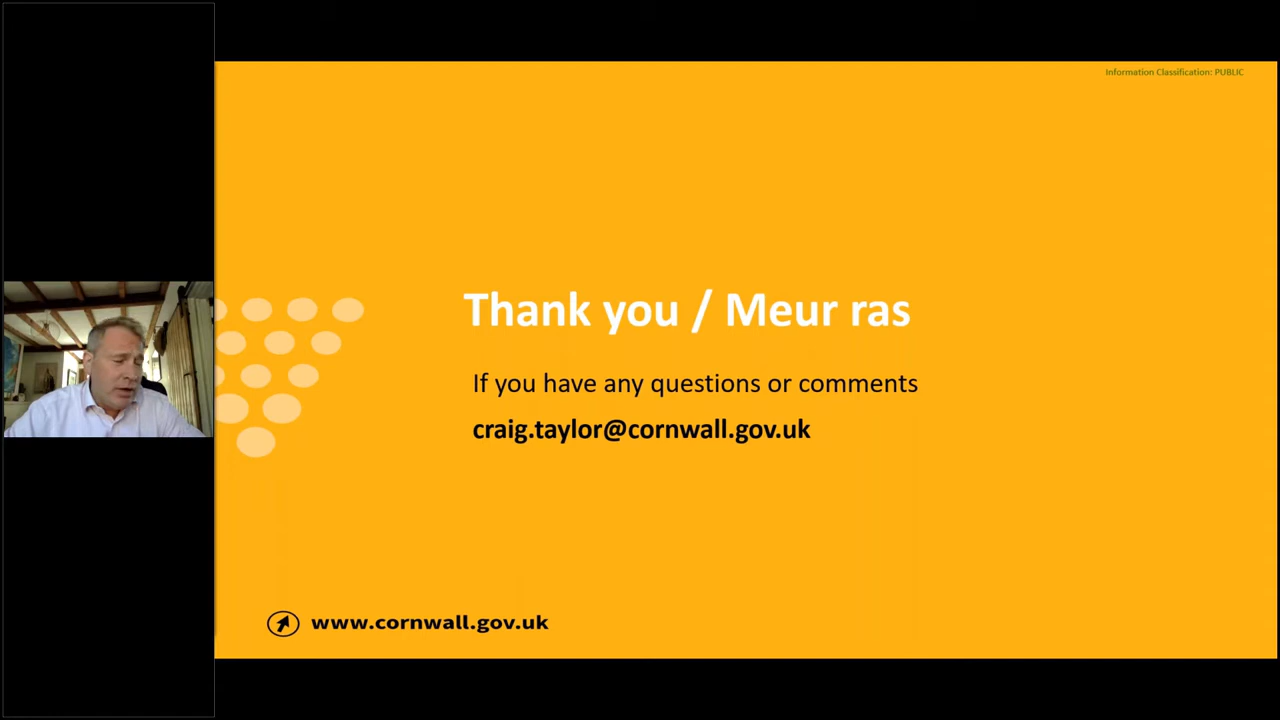 Information Classification: PUBLIC
Thank you / Meur ras
If you have any questions or comments
craig.taylor@cornwall.gov.uk
www.cornwall.gov.uk